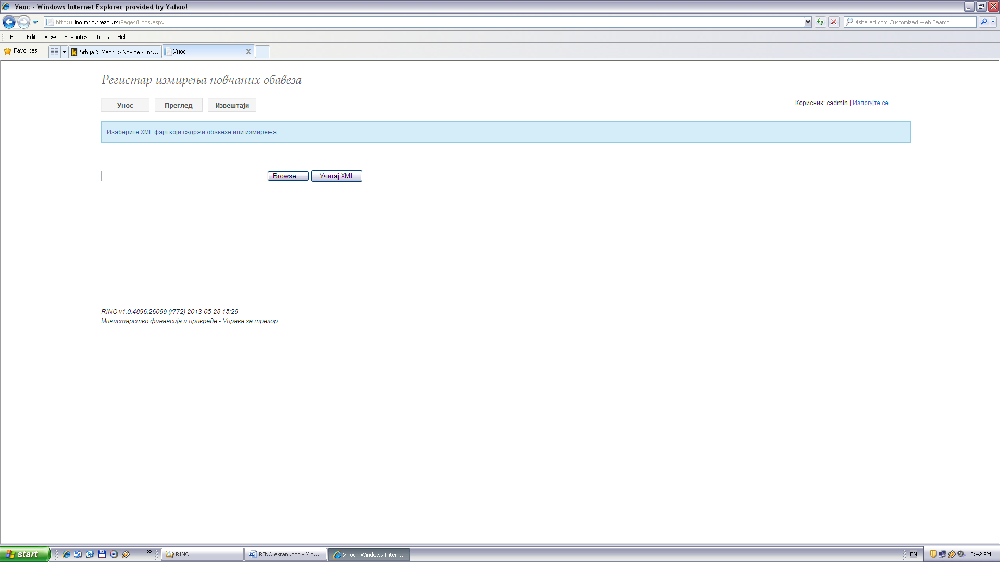 Унос - Windows Internet Explorer provided by Yahoo!
http://rino.mfin.trezor.rs/Pages/Unos.aspx
4shared.com Customized Web Search
File Edit View Favorites Tools Help
Favorites
Srbija > Mediji > Novine - Int...
Унос
Регистар измирења новчаних обавеза
Унос Преглед Извештаји
Корисник: cadmin | Излогујте се
Изаберите XML фајл који садржи обавезе или измирења
Browse... Учитај XML
RINO v1.0.4896.26099 (r772) 2013-05-28 15:29
Министарство финансија и привреде - Управа за трезор
start
RINO
RINO ekrani.doc - Mic...
Унос - Windows Inter...
EN
3:42 PM